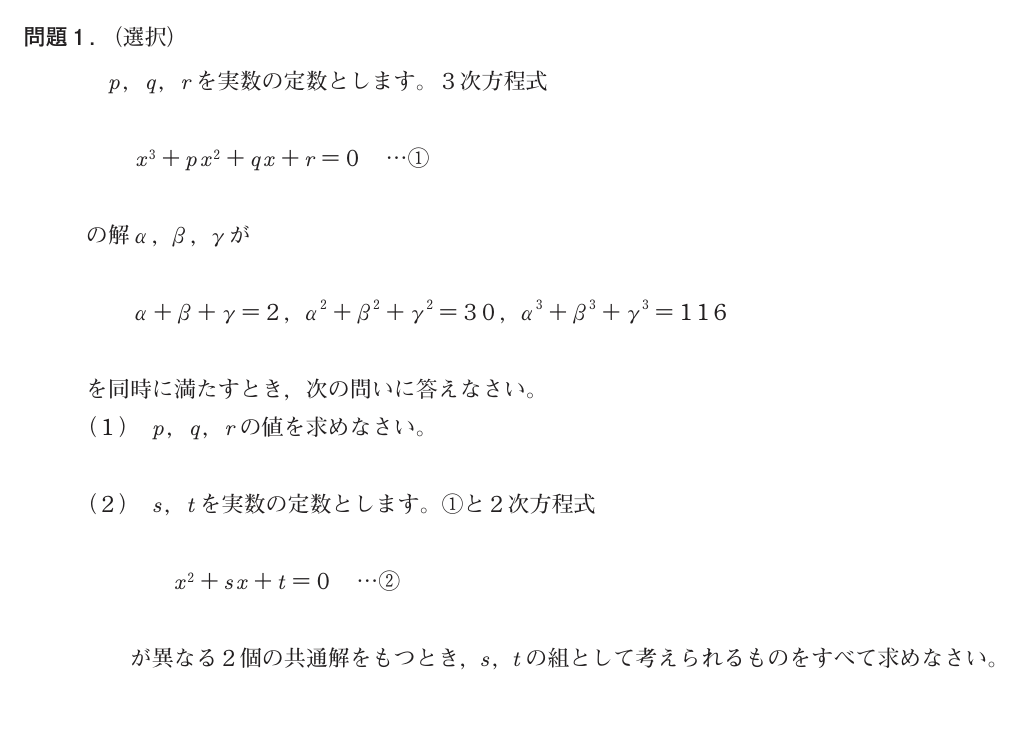 問題1.（選択）
p，q，rを実数の定数とします。3次方程式
x³＋px²＋qx＋r＝0　…①
の解α，β，γが
α＋β＋γ＝2，α²＋β²＋γ²＝30，α³＋β³＋γ³＝116
を同時に満たすとき，次の問いに答えなさい。
（1）　p，q，rの値を求めなさい。
（2）　s，tを実数の定数とします。①と2次方程式
x²＋sx＋t＝0　…②
が異なる2個の共通解をもつとき，s，tの組として考えられるものをすべて求めなさい。